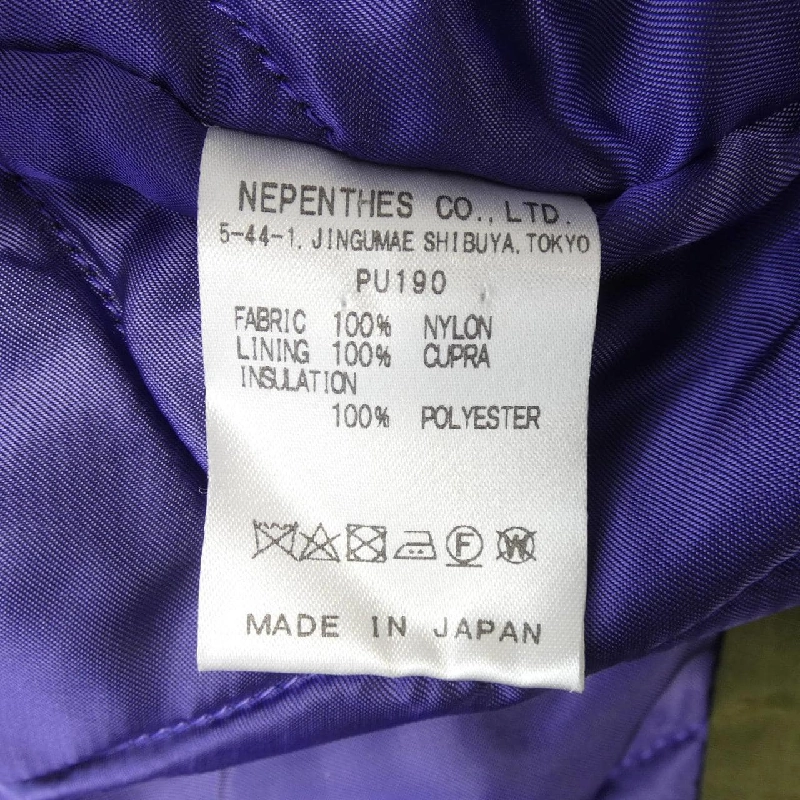 NEPENTHES CO., LTD.
5-44-1, JINGUMAE SHIBUYA, TOKYO
PU190
FABRIC 100% NYLON
LINING 100% CUPRA
INSULATION
100% POLYESTER
F W
MADE IN JAPAN